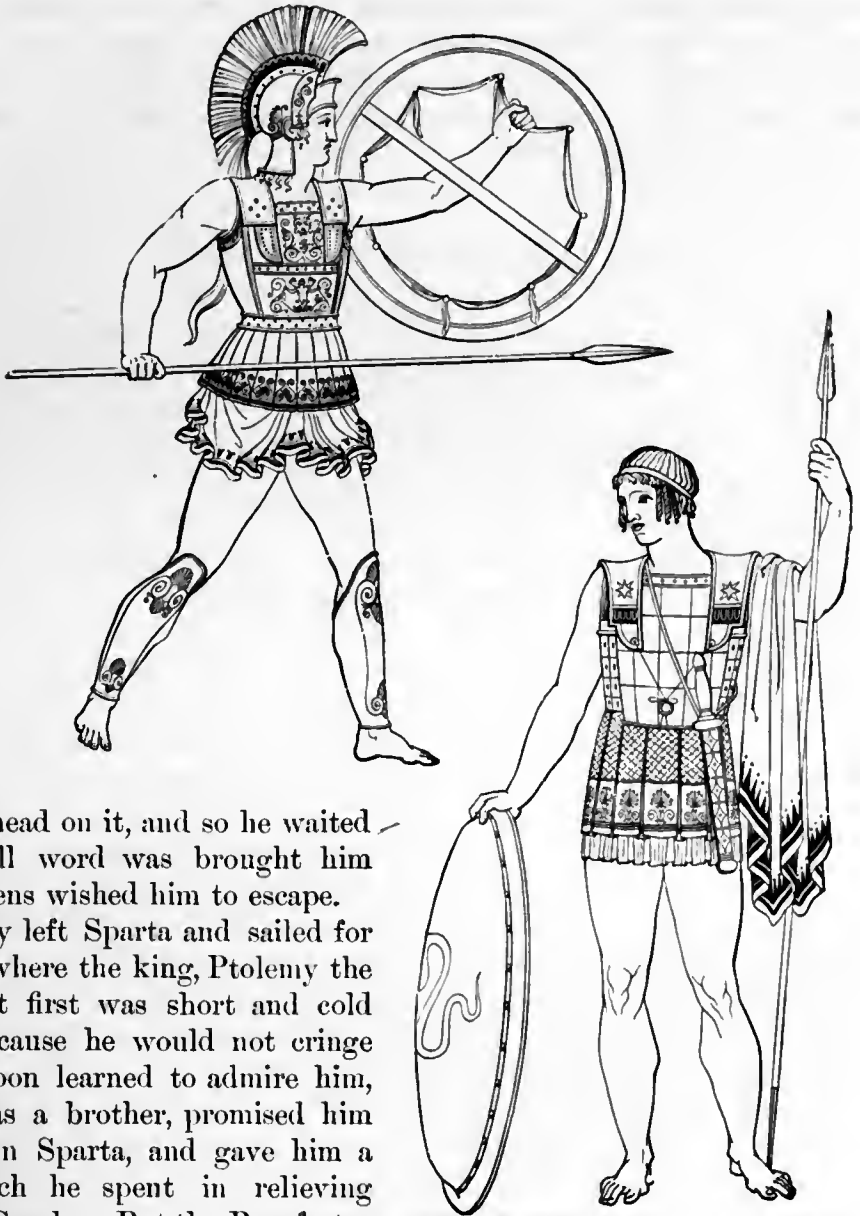 head on it, and so he waited
ll word was brought him
ens wished him to escape.
y left Sparta and sailed for
where the king, Ptolemy the
t first was short and cold
cause he would not cringe
oon learned to admire him,
as a brother, promised him
n Sparta, and gave him a
ch he spent in relieving